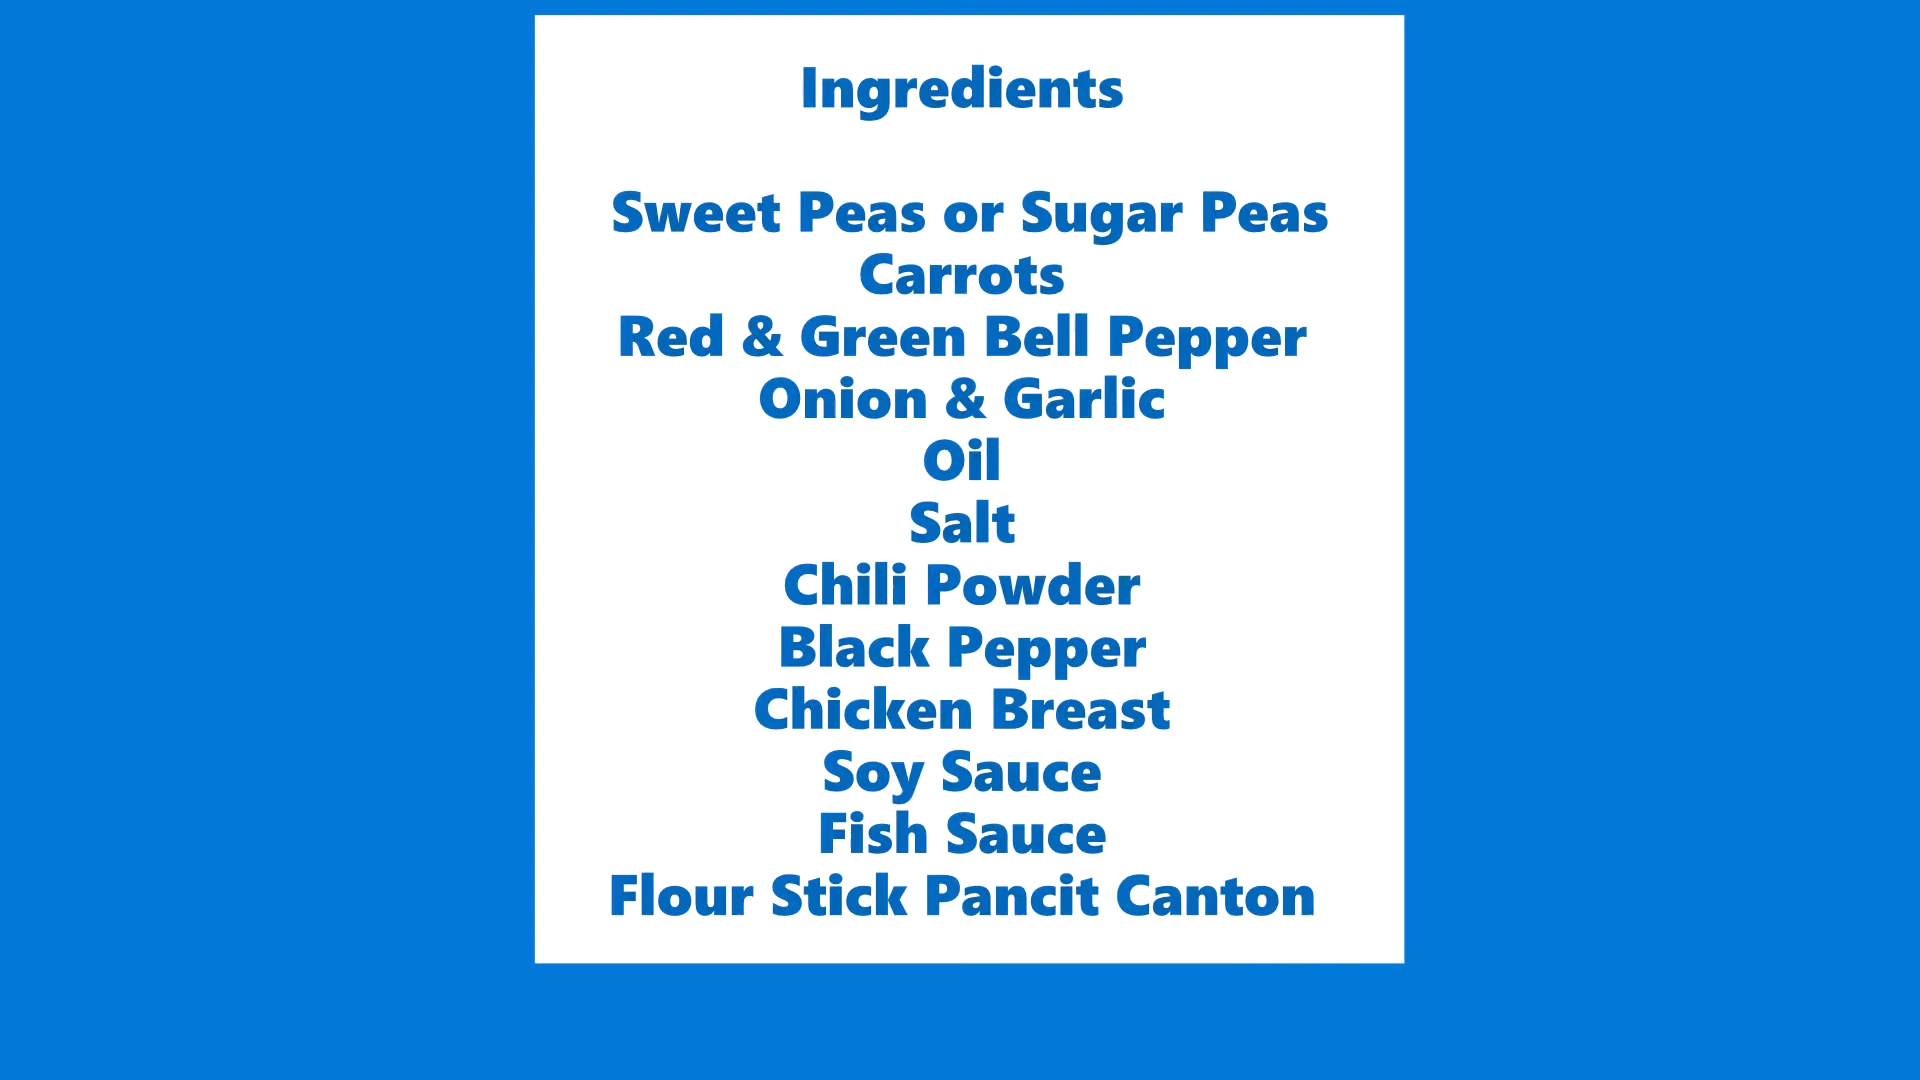 Ingredients
Sweet Peas or Sugar Peas
Carrots
Red & Green Bell Pepper
Onion & Garlic
Oil
Salt
Chili Powder
Black Pepper
Chicken Breast
Soy Sauce
Fish Sauce
Flour Stick Pancit Canton